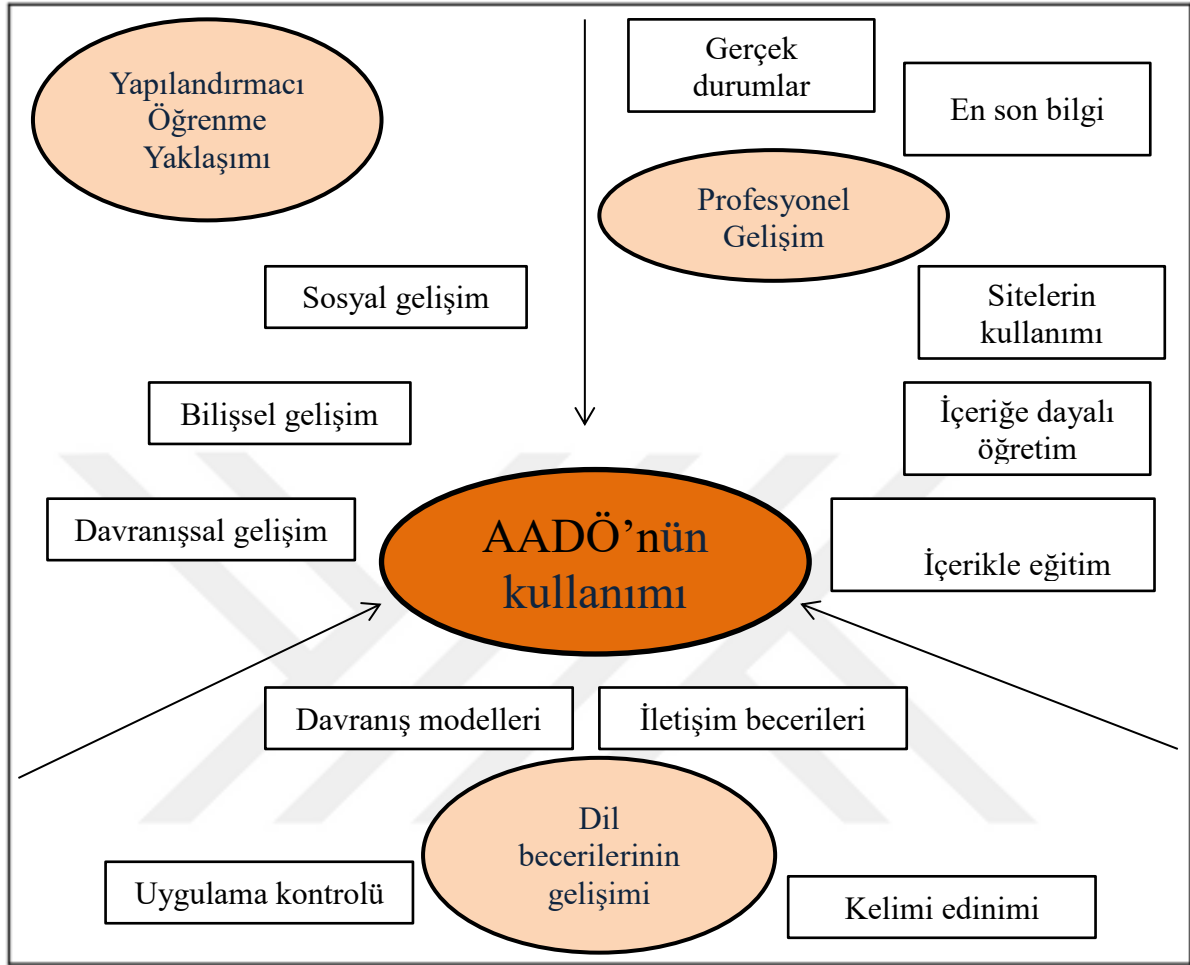 Yapılandırmacı
Öğrenme
Yaklaşımı
Gerçek
durumlar
En son bilgi
Profesyonel
Gelişim
Sosyal gelişim
Sitelerin
kullanımı
Bilişsel gelişim
İçeriğe dayalı
öğretim
Davranışsal gelişim
AADÖ’nün
kullanımı
İçerikle eğitim
Davranış modelleri
İletişim becerileri
Dil
becerilerinin
gelişimi
Uygulama kontrolü
Kelimi edinimi